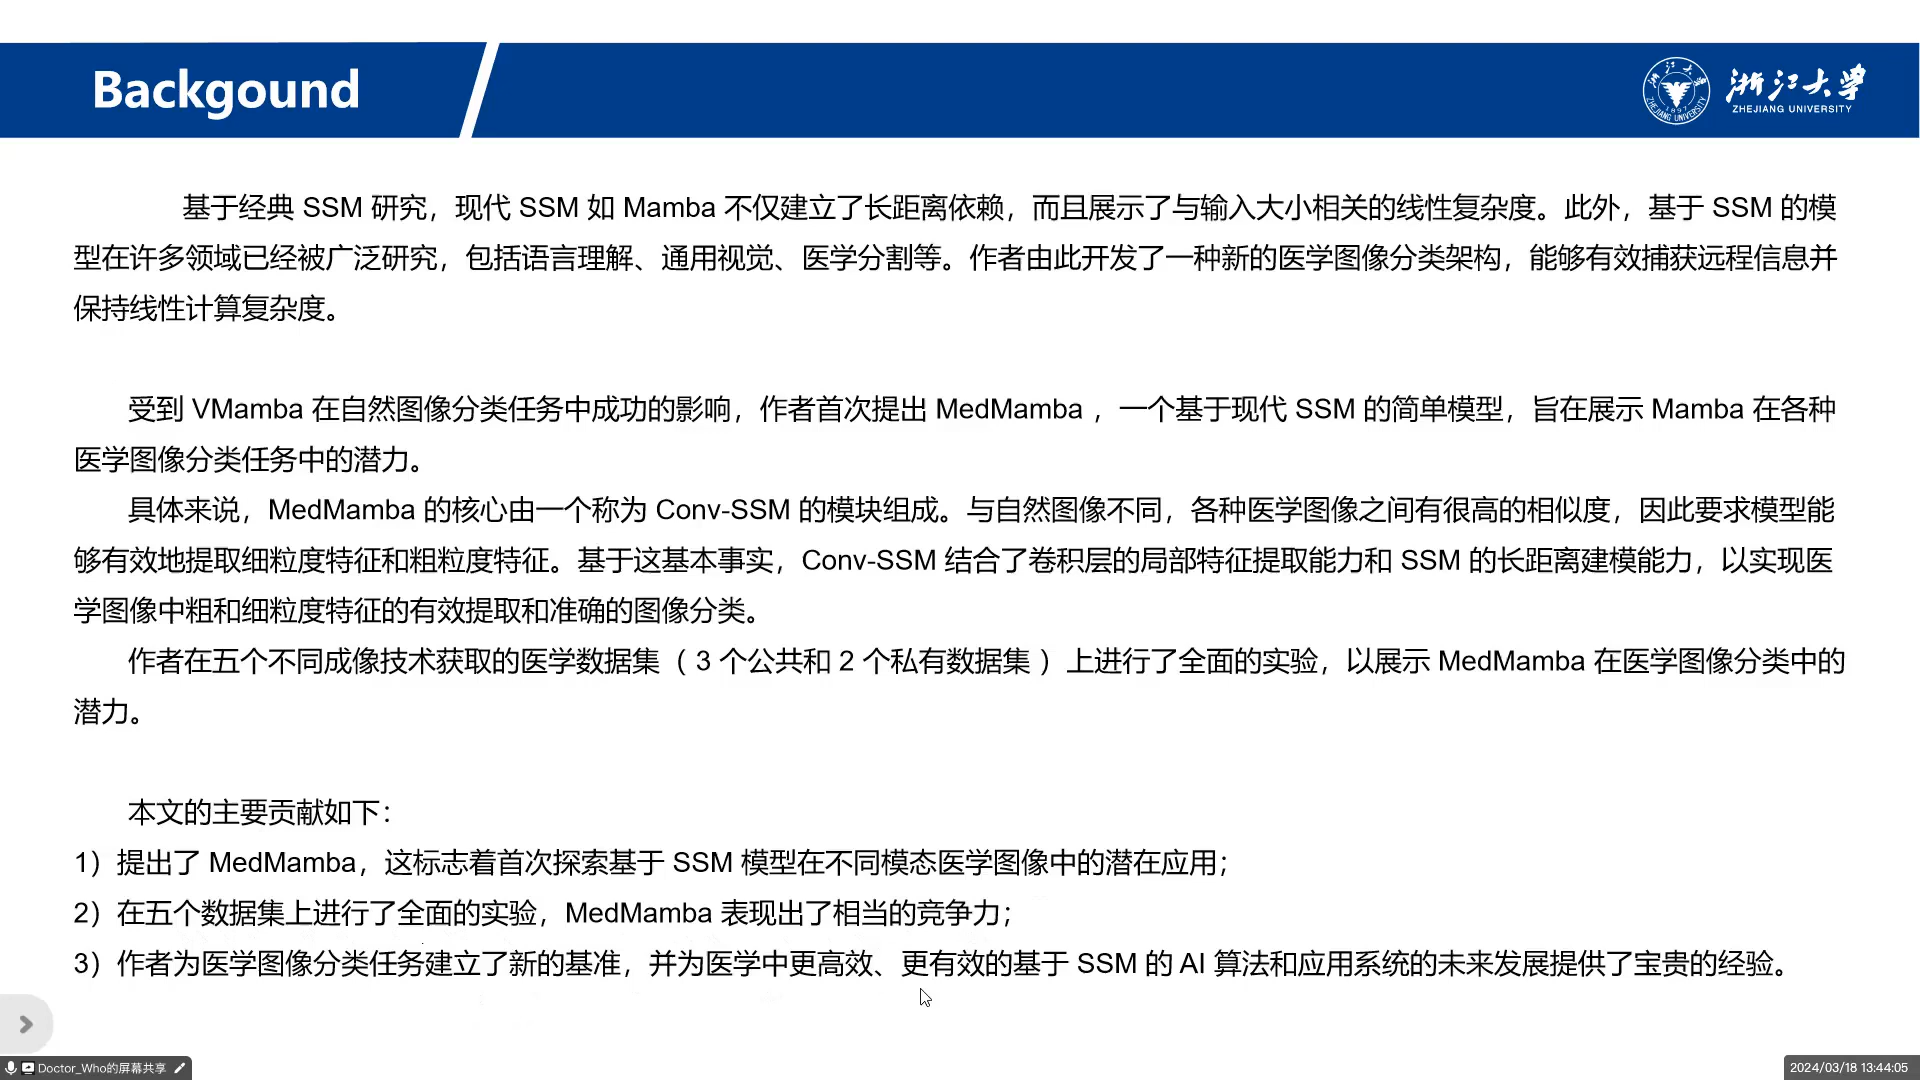 Backgound
浙江大学
ZHEJIANG UNIVERSITY
基于经典 SSM 研究，现代 SSM 如 Mamba 不仅建立了长距离依赖，而且展示了与输入大小相关的线性复杂度。此外，基于 SSM 的模
型在许多领域已经被广泛研究，包括语言理解、通用视觉、医学分割等。作者由此开发了一种新的医学图像分类架构，能够有效捕获远程信息并
保持线性计算复杂度。
受到 VMamba 在自然图像分类任务中成功的影响，作者首次提出 MedMamba ，一个基于现代 SSM 的简单模型，旨在展示 Mamba 在各种
医学图像分类任务中的潜力。
具体来说，MedMamba 的核心由一个称为 Conv-SSM 的模块组成。与自然图像不同，各种医学图像之间有很高的相似度，因此要求模型能
够有效地提取细粒度特征和粗粒度特征。基于这基本事实，Conv-SSM 结合了卷积层的局部特征提取能力和 SSM 的长距离建模能力，以实现医
学图像中粗和细粒度特征的有效提取和准确的图像分类。
作者在五个不同成像技术获取的医学数据集（ 3 个公共和 2 个私有数据集 ）上进行了全面的实验，以展示 MedMamba 在医学图像分类中的
潜力。
本文的主要贡献如下：
1）提出了 MedMamba，这标志着首次探索基于 SSM 模型在不同模态医学图像中的潜在应用；
2）在五个数据集上进行了全面的实验，MedMamba 表现出了相当的竞争力；
3）作者为医学图像分类任务建立了新的基准，并为医学中更高效、更有效的基于 SSM 的 AI 算法和应用系统的未来发展提供了宝贵的经验。
Doctor_Who的屏幕共享
2024/03/18 13:44:05